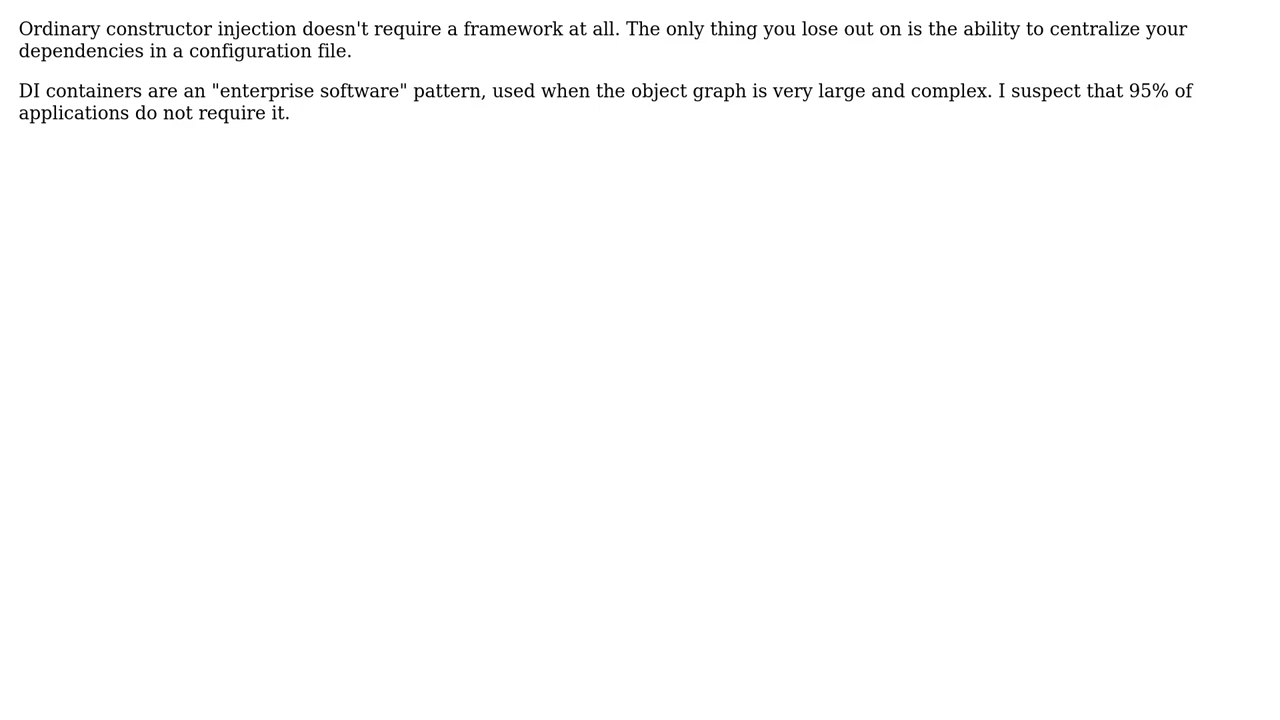 Ordinary constructor injection doesn't require a framework at all. The only thing you lose out on is the ability to centralize your
dependencies in a configuration file.
DI containers are an "enterprise software" pattern, used when the object graph is very large and complex. I suspect that 95% of
applications do not require it.